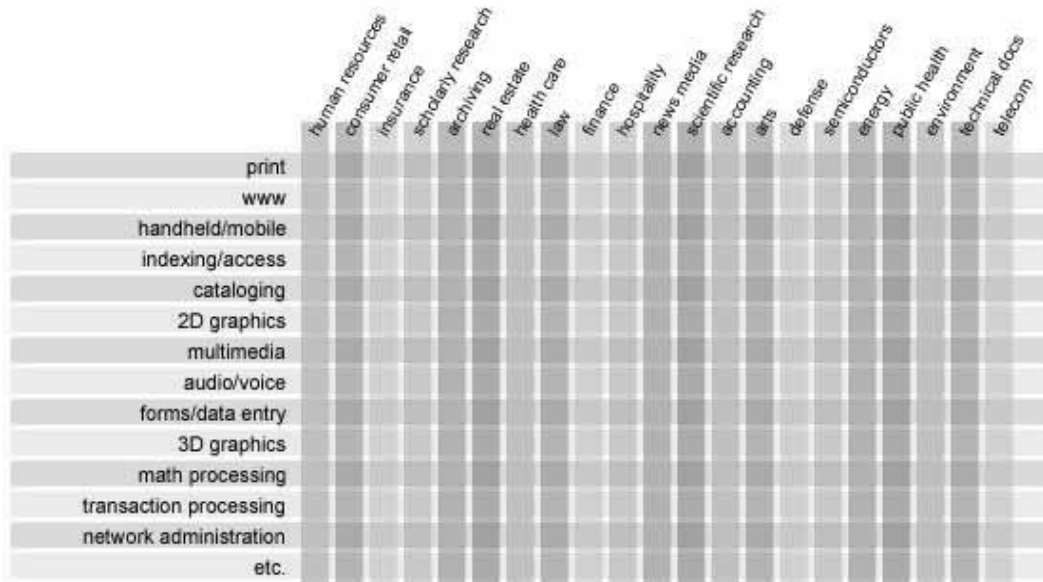 human resources
consumer retail
insurance
scholarly research
archiving
real estate
health care
law
finance
hospitality
news media
scientific research
accounting
arts
defense
semiconductors
energy
public health
environment
technical docs
telecom
print
www
handheld/mobile
indexing/access
cataloging
2D graphics
multimedia
audio/voice
forms/data entry
3D graphics
math processing
transaction processing
network administration
etc.